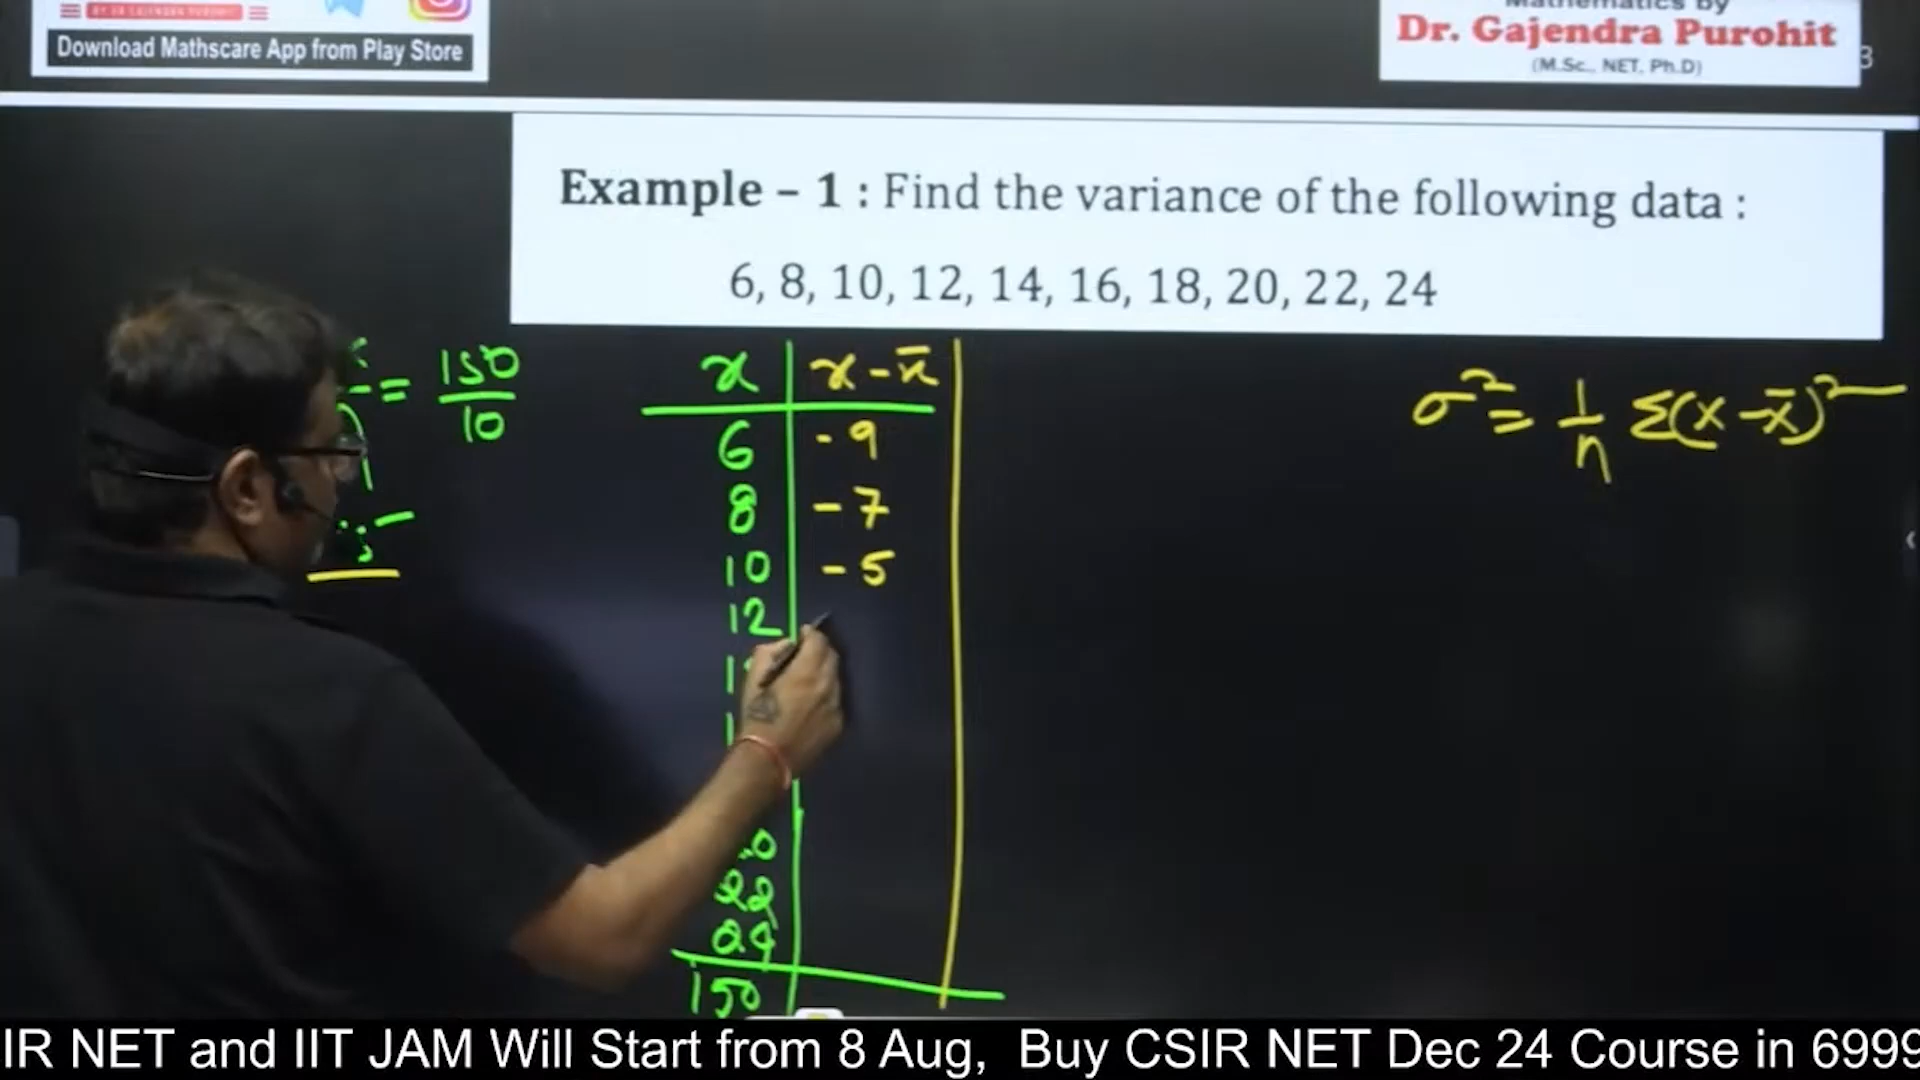 Download Mathscare App from Play Store
Mathematics by
Dr. Gajendra Purohit
(M.Sc., NET, Ph.D)
3
Example – 1 : Find the variance of the following data :
6, 8, 10, 12, 14, 16, 18, 20, 22, 24
= 150/10
x | x - x̄
6 | - 9
8 | - 7
10 | - 5
12
22
24
150
σ² = 1/n Σ(x - x̄)²
IR NET and IIT JAM Will Start from 8 Aug, Buy CSIR NET Dec 24 Course in 6999